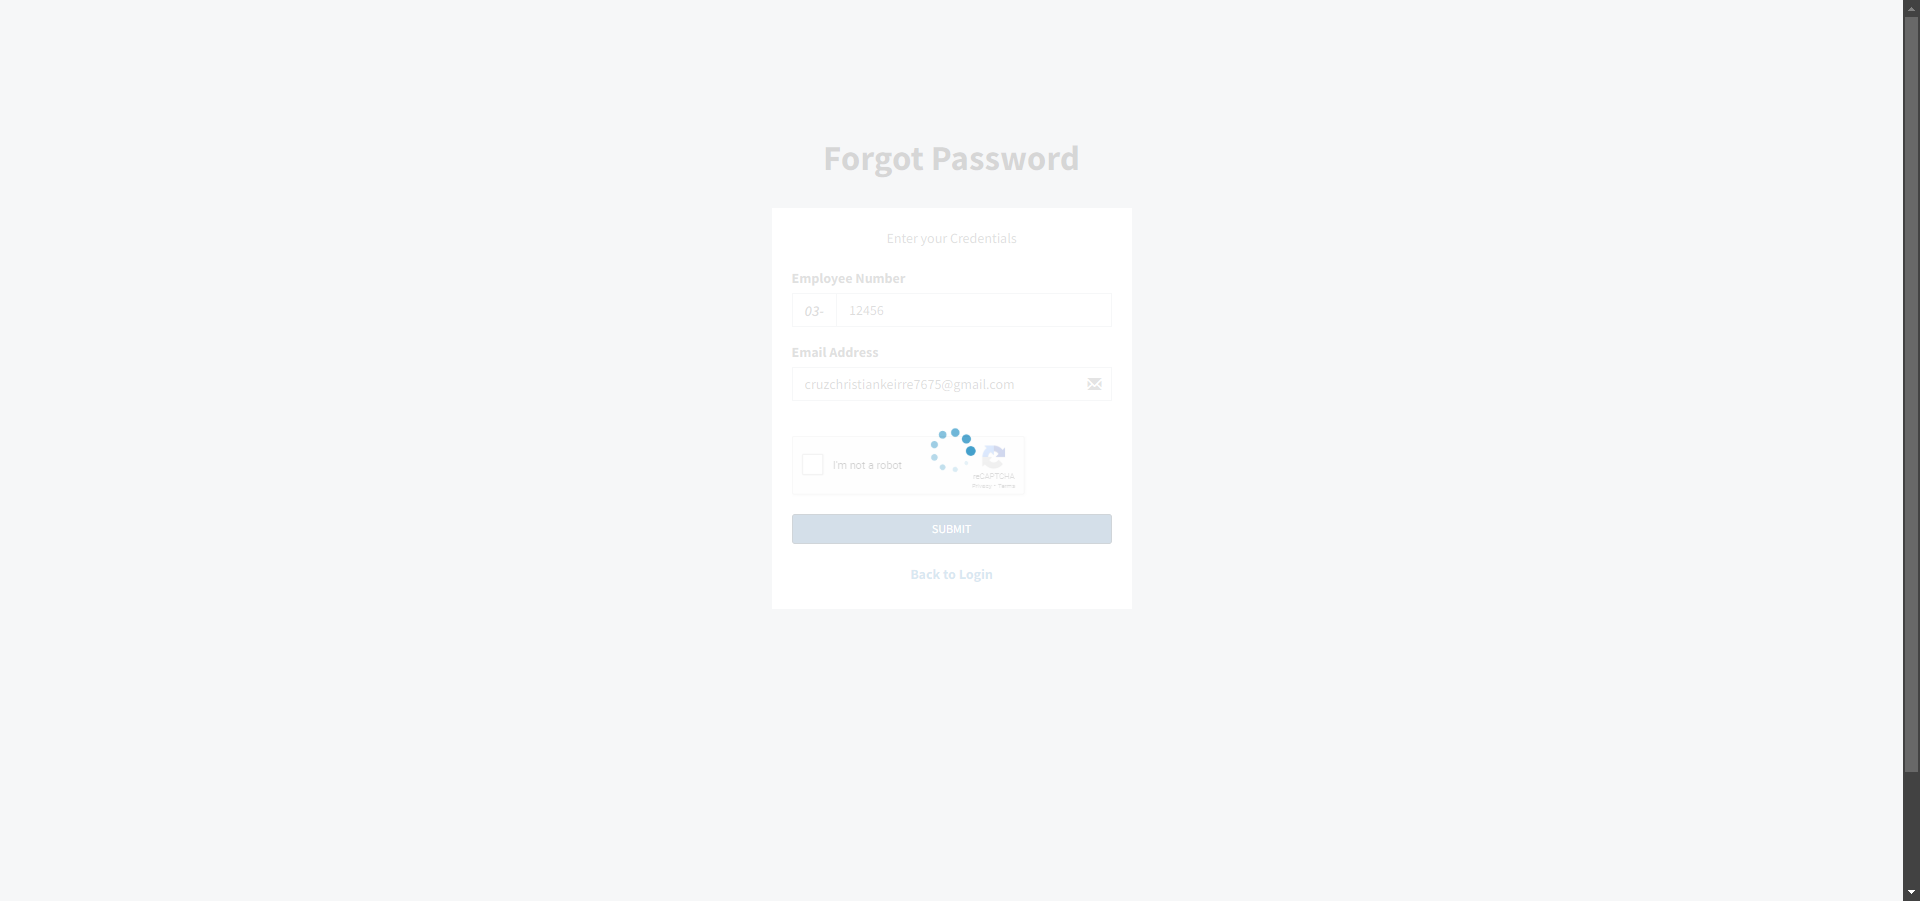 Forgot Password
Enter your Credentials
Employee Number
03- 12456
Email Address
cruzchristiankeirre7675@gmail.com
I'm not a robot
reCAPTCHA
Privacy - Terms
SUBMIT
Back to Login